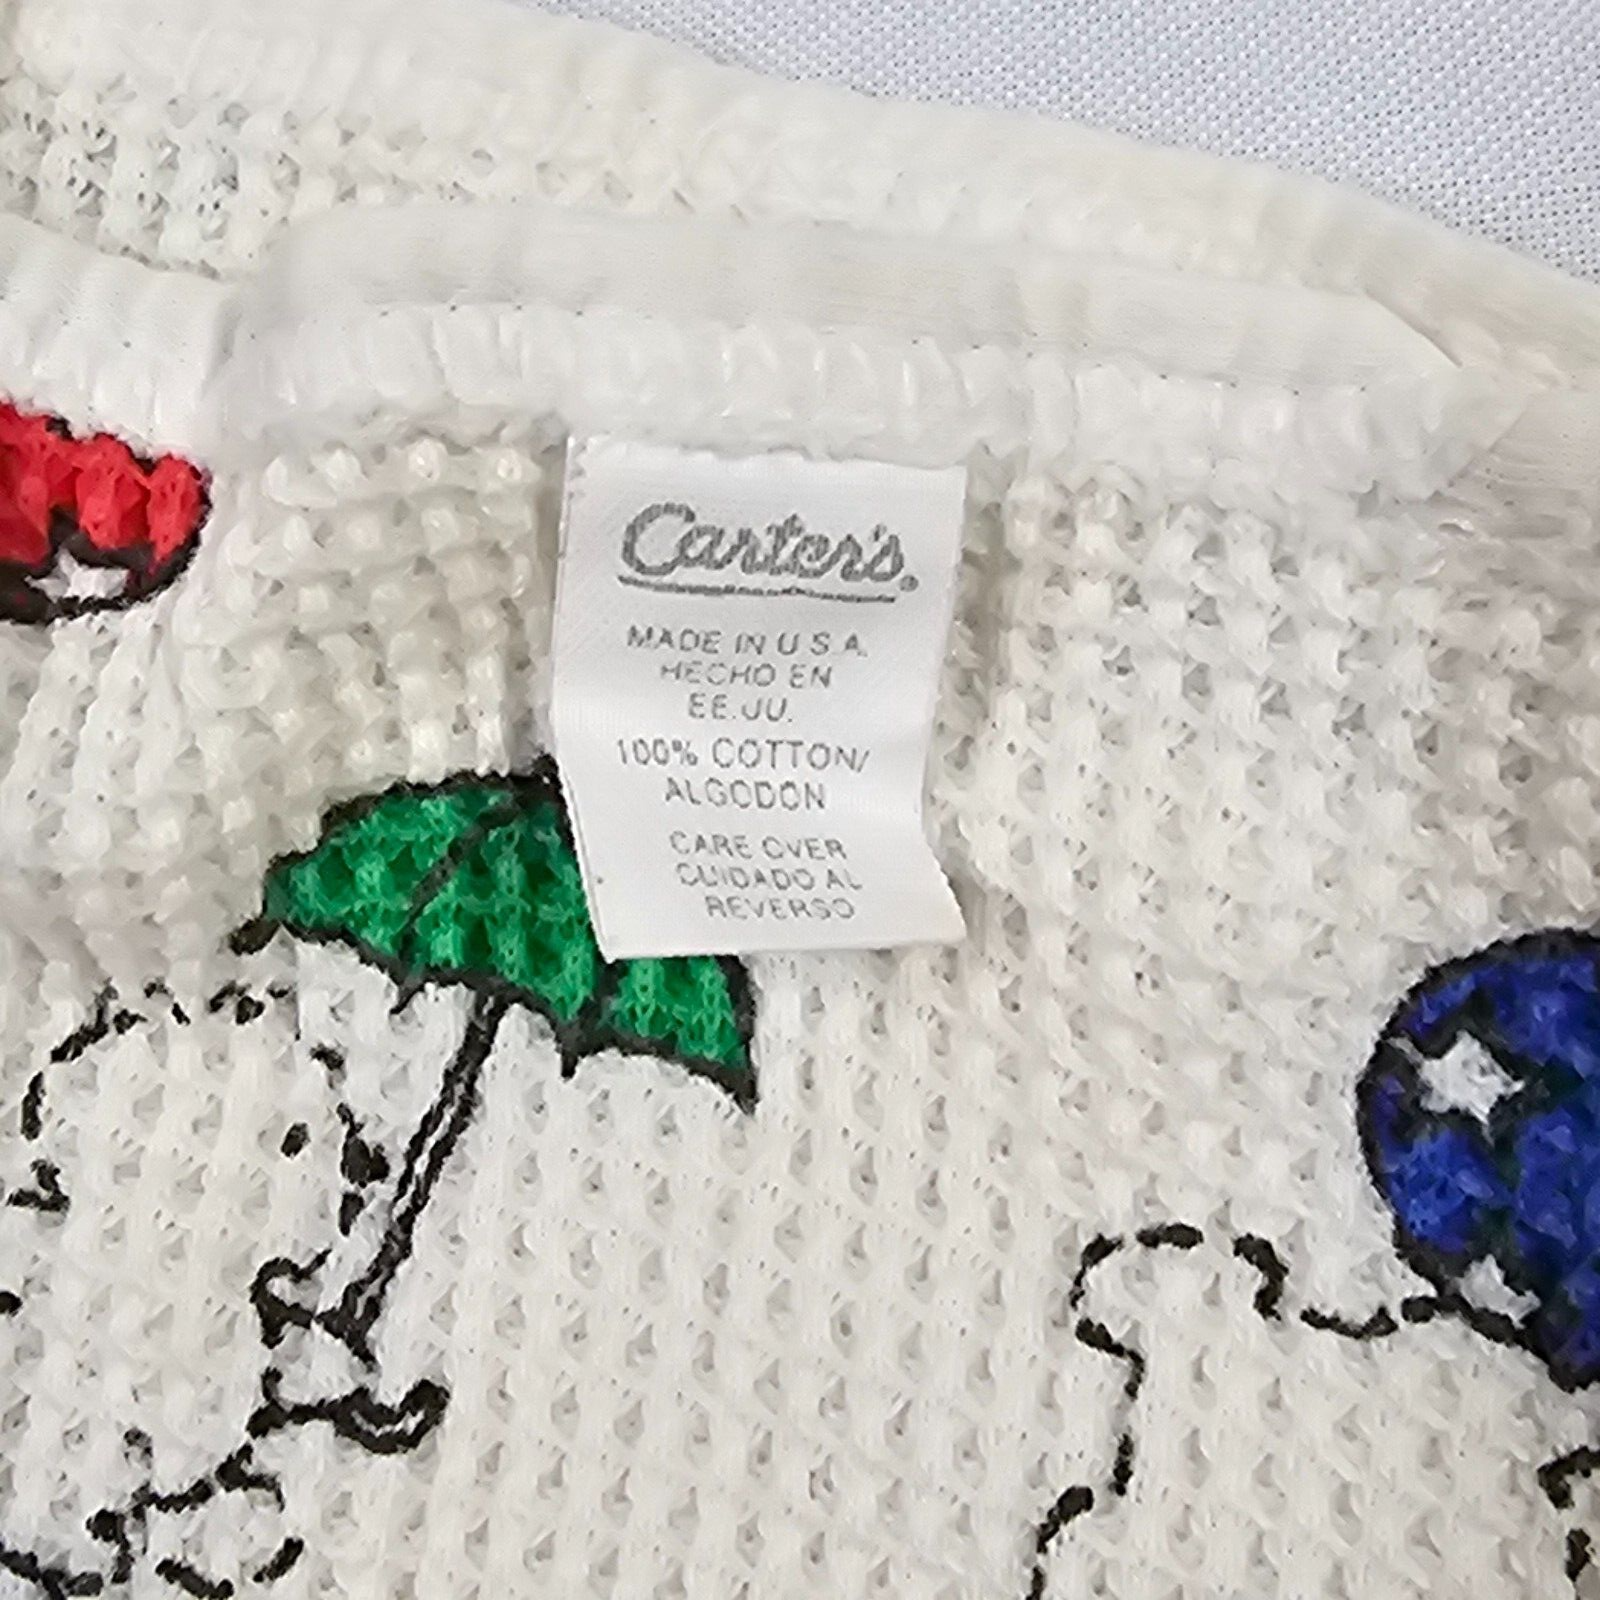 Carter's.
MADE IN U S A.
HECHO EN
EE.UU.
100% COTTON/
ALGODON
CARE OVER
CUIDADO AL
REVERSO